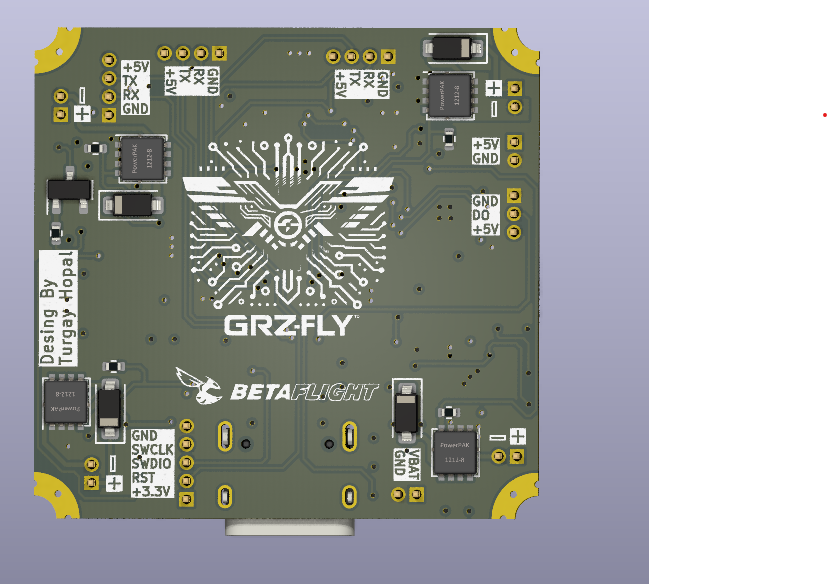 +5V
TX
RX
GND
GND
RX
TX
+5V
GND
RX
TX
+5V
PowerPAK
1212-8
+
-
+5V
GND
-
+
PowerPAK
1212-8
GND
DO
+5V
Desing By
Turgay Hopal
GRZ-FLY™
BETAFLIGHT
PowerPAK
1212-8
GND
SWCLK
SWDIO
RST
+3.3V
-
+
VBAT
GND
PowerPAK
1212-8
-
+